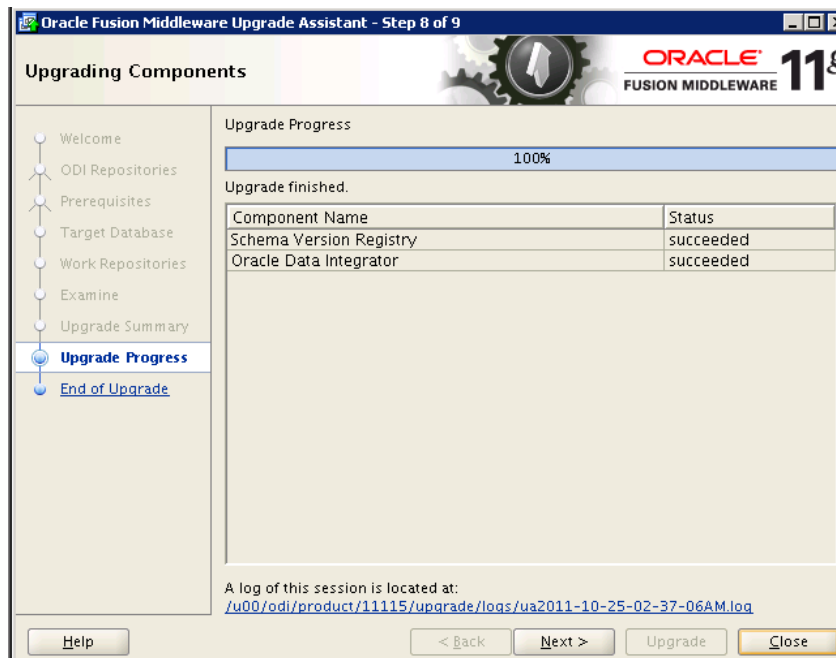 Oracle Fusion Middleware Upgrade Assistant - Step 8 of 9
Upgrading Components
ORACLE
FUSION MIDDLEWARE
11g
Welcome
ODI Repositories
Prerequisites
Target Database
Work Repositories
Examine
Upgrade Summary
Upgrade Progress
End of Upgrade
Upgrade Progress
100%
Upgrade finished.
Component Name Status
Schema Version Registry succeeded
Oracle Data Integrator succeeded
A log of this session is located at:
/u00/odi/product/11115/upgrade/logs/ua2011-10-25-02-37-06AM.log
Help < Back Next > Upgrade Close